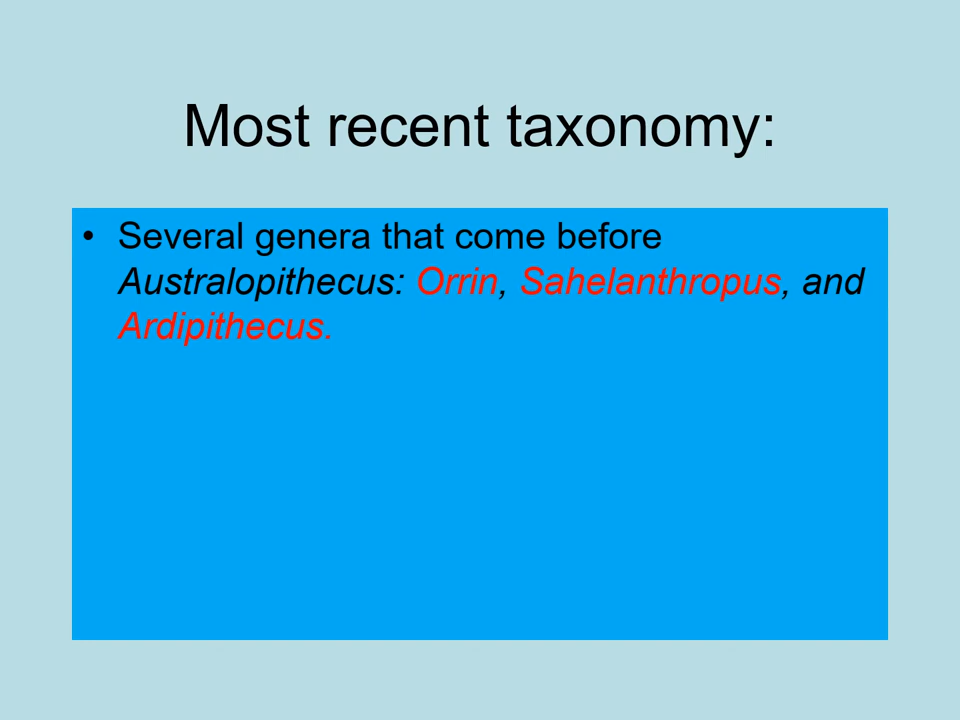 Most recent taxonomy:
• Several genera that come before
Australopithecus: Orrin, Sahelanthropus, and
Ardipithecus.